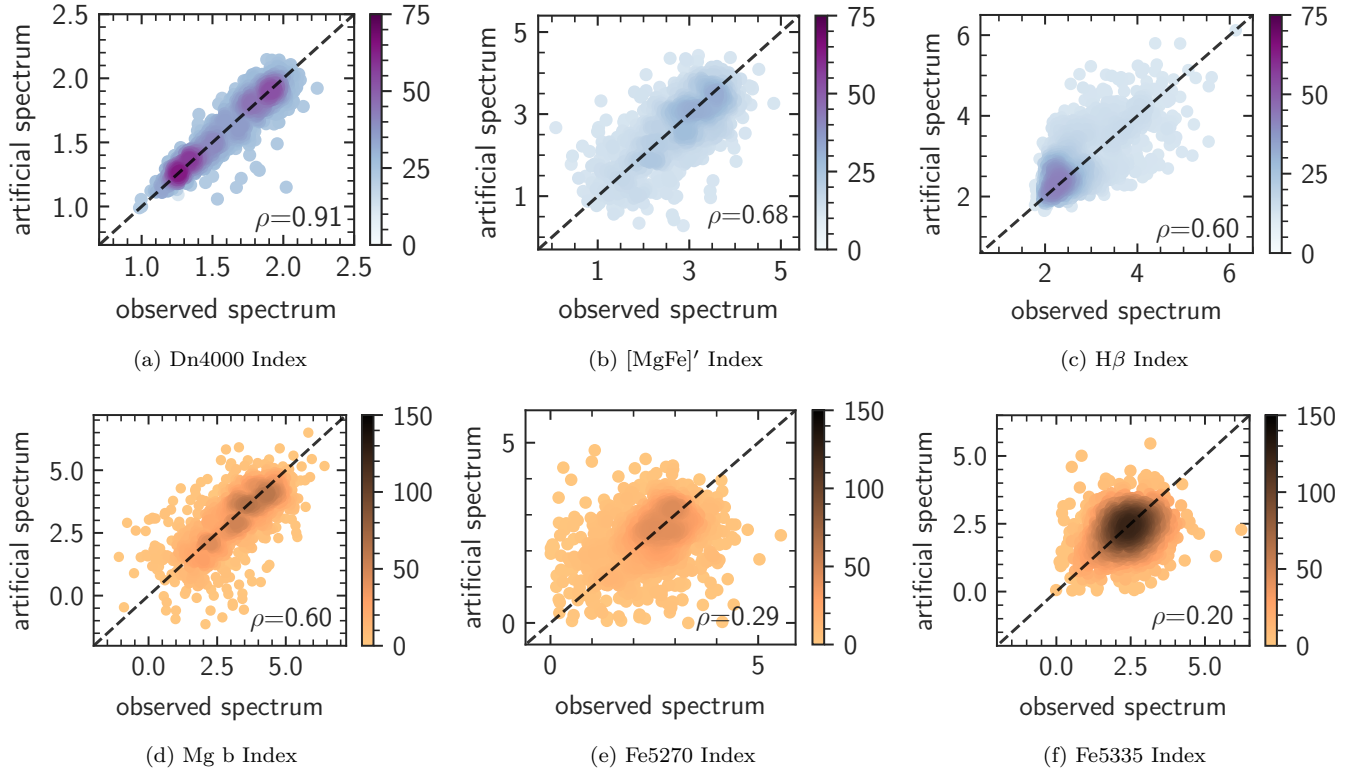 artificial spectrum
2.5
2.0
1.5
1.0
ρ=0.91
1.0 1.5 2.0 2.5
observed spectrum
75
50
25
0
(a) Dn4000 Index
artificial spectrum
5
3
1
ρ=0.68
1 3 5
observed spectrum
75
50
25
0
(b) [MgFe]′ Index
artificial spectrum
6
4
2
ρ=0.60
2 4 6
observed spectrum
75
50
25
0
(c) Hβ Index
artificial spectrum
5.0
2.5
0.0
ρ=0.60
0.0 2.5 5.0
observed spectrum
150
100
50
0
(d) Mg b Index
artificial spectrum
5
0
ρ=0.29
0 5
observed spectrum
150
100
50
0
(e) Fe5270 Index
artificial spectrum
5.0
2.5
0.0
ρ=0.20
0.0 2.5 5.0
observed spectrum
150
100
50
0
(f) Fe5335 Index